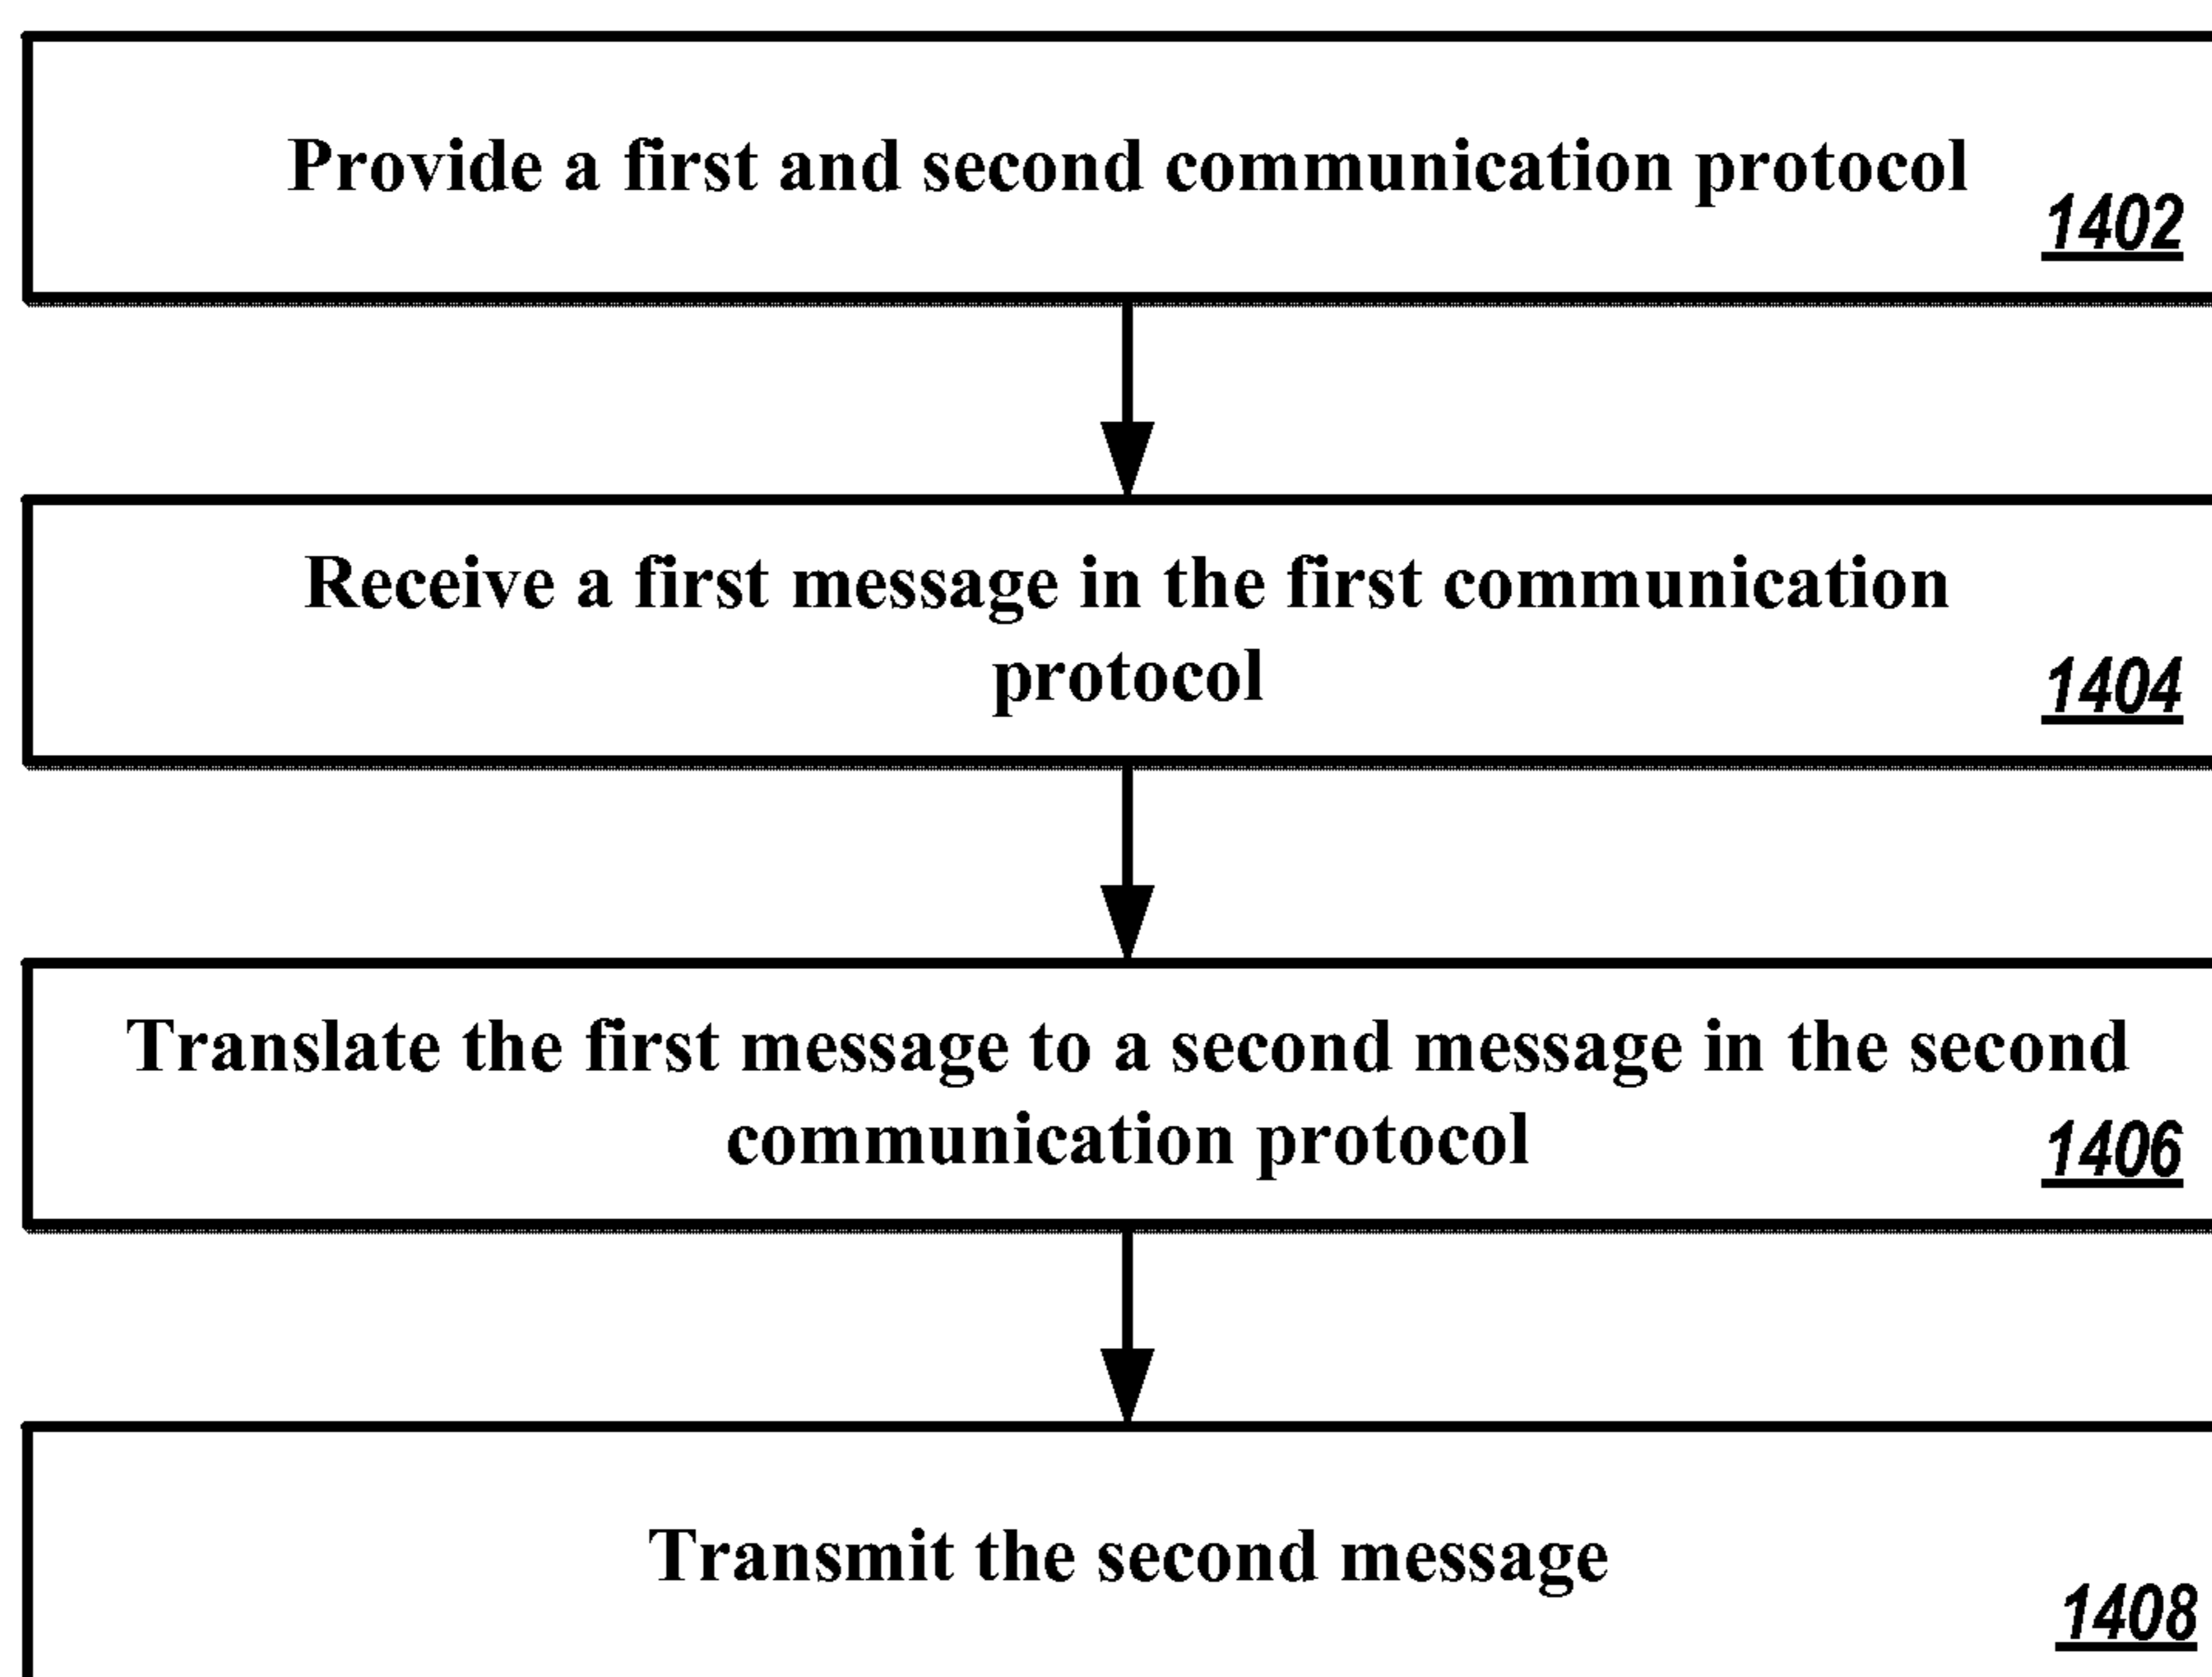 Provide a first and second communication protocol
1402
Receive a first message in the first communication
protocol
1404
Translate the first message to a second message in the second
communication protocol
1406
Transmit the second message
1408